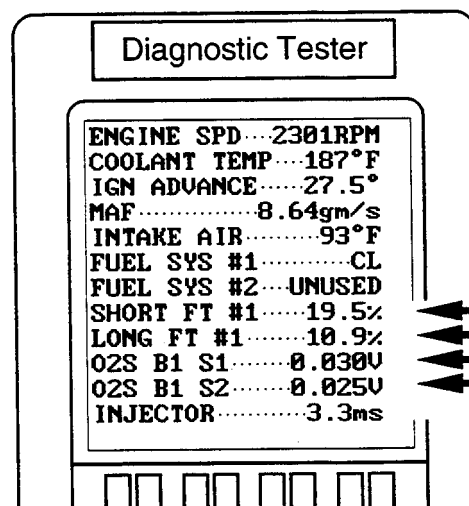 Diagnostic Tester
ENGINE SPD····2301RPM
COOLANT TEMP····187°F
IGN ADVANCE······27.5°
MAF··············8.64gm/s
INTAKE AIR··········93°F
FUEL SYS #1··········CL
FUEL SYS #2···UNUSED
SHORT FT #1·····19.5%
LONG FT #1······10.9%
O2S B1 S1······0.030V
O2S B1 S2······0.025V
INJECTOR·········3.3ms